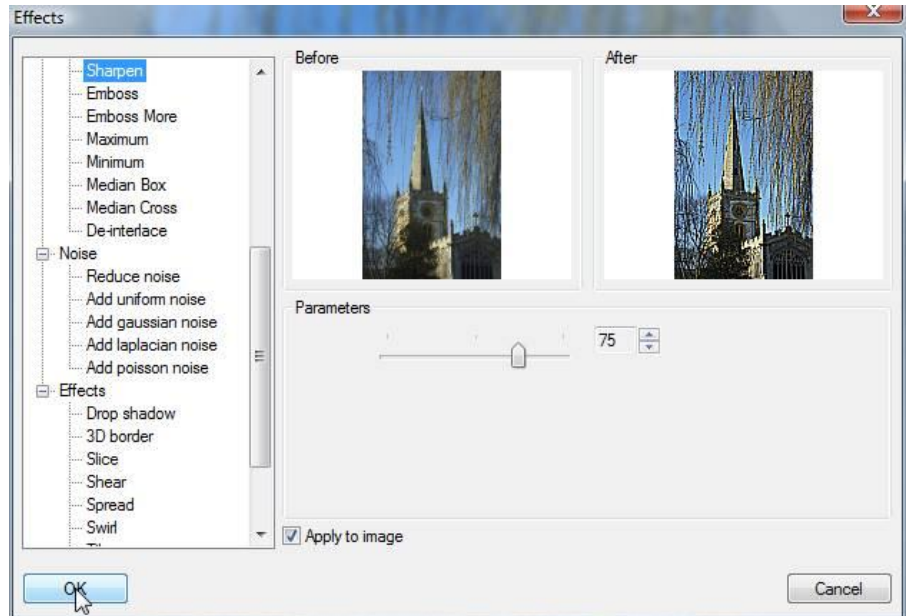 Effects
Sharpen
Emboss
Emboss More
Maximum
Minimum
Median Box
Median Cross
De-interlace
Noise
Reduce noise
Add uniform noise
Add gaussian noise
Add laplacian noise
Add poisson noise
Effects
Drop shadow
3D border
Slice
Shear
Spread
Swirl
Before
After
Parameters
75
Apply to image
OK
Cancel